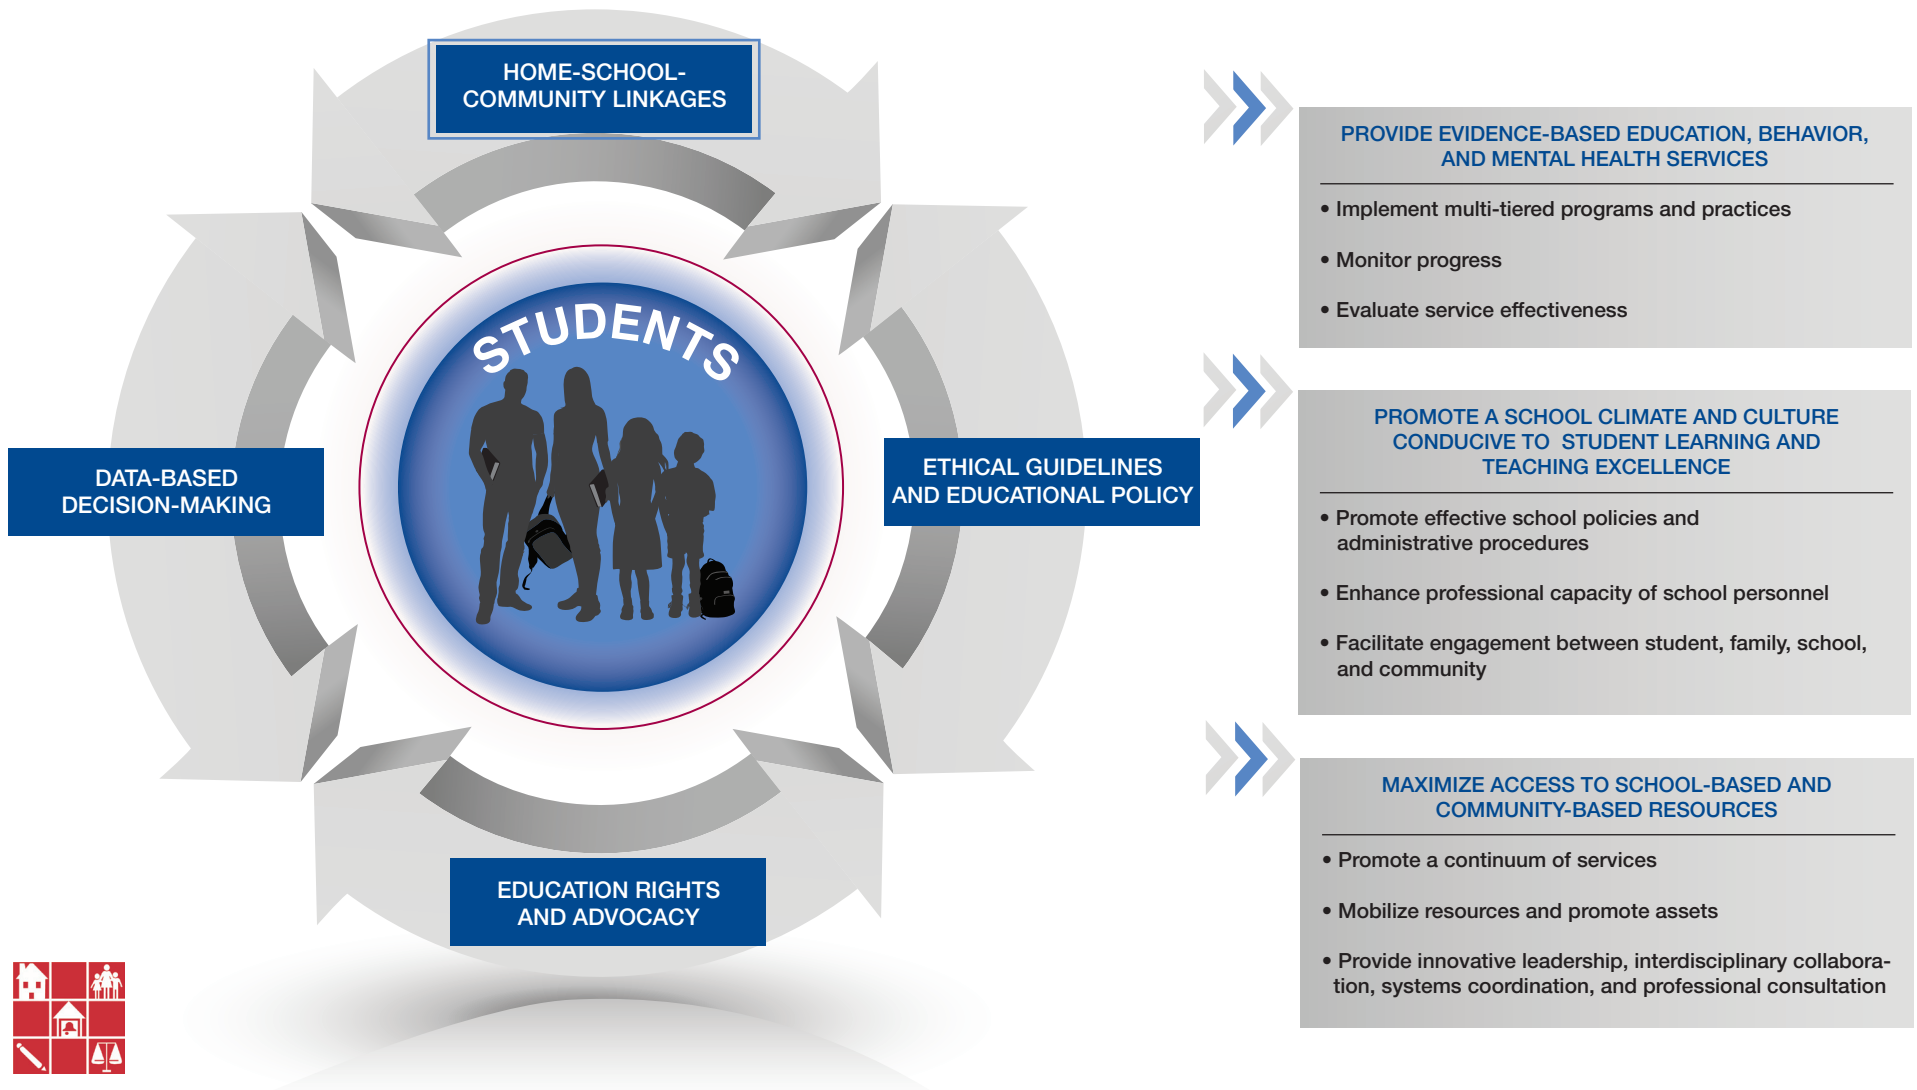 HOME-SCHOOL-
COMMUNITY LINKAGES
STUDENTS
DATA-BASED
DECISION-MAKING
ETHICAL GUIDELINES
AND EDUCATIONAL POLICY
EDUCATION RIGHTS
AND ADVOCACY
PROVIDE EVIDENCE-BASED EDUCATION, BEHAVIOR,
AND MENTAL HEALTH SERVICES
• Implement multi-tiered programs and practices
• Monitor progress
• Evaluate service effectiveness
PROMOTE A SCHOOL CLIMATE AND CULTURE
CONDUCIVE TO STUDENT LEARNING AND
TEACHING EXCELLENCE
• Promote effective school policies and
administrative procedures
• Enhance professional capacity of school personnel
• Facilitate engagement between student, family, school,
and community
MAXIMIZE ACCESS TO SCHOOL-BASED AND
COMMUNITY-BASED RESOURCES
• Promote a continuum of services
• Mobilize resources and promote assets
• Provide innovative leadership, interdisciplinary collabora-
tion, systems coordination, and professional consultation